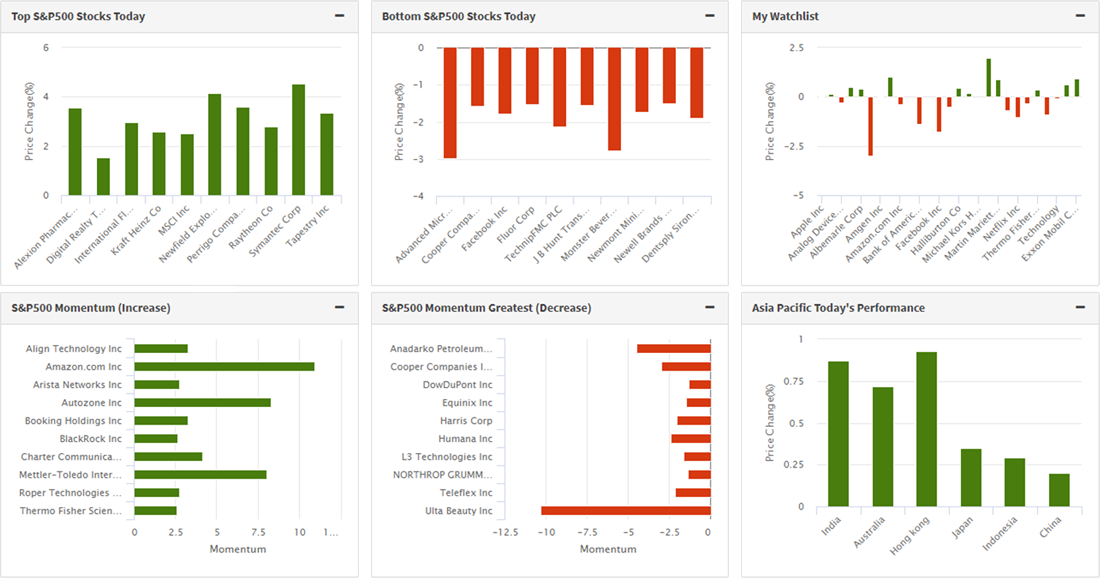 Top S&P500 Stocks Today
6
4
2
0
Price Change(%)
Alexion Pharmac...
Digital Realty T...
International Fl...
Kraft Heinz Co
MSCI Inc
Newfield Explo...
Perrigo Compa...
Raytheon Co
Symantec Corp
Tapestry Inc
Bottom S&P500 Stocks Today
0
−1
−2
−3
−4
Price Change(%)
Advanced Micr...
Cooper Compa...
Facebook Inc
Fluor Corp
TechnipFMC PLC
J B Hunt Trans...
Monster Bever...
Newmont Mini...
Newell Brands ...
Dentsply Siron...
My Watchlist
2.5
0
−2.5
−5
Price Change(%)
Apple Inc
Analog Device...
Albemarle Corp
Amgen Inc
Amazon.com Inc
Bank of Americ...
Facebook Inc
Halliburton Co
Michael Kors H...
Martin Mariett...
Netflix Inc
Thermo Fisher...
Technology
Exxon Mobil C...
S&P500 Momentum (Increase)
Align Technology Inc
Amazon.com Inc
Arista Networks Inc
Autozone Inc
Booking Holdings Inc
BlackRock Inc
Charter Communica...
Mettler-Toledo Inter...
Roper Technologies ...
Thermo Fisher Scien...
0
2.5
5
7.5
10
1...
Momentum
S&P500 Momentum Greatest (Decrease)
Anadarko Petroleum...
Cooper Companies I...
DowDuPont Inc
Equinix Inc
Harris Corp
Humana Inc
L3 Technologies Inc
NORTHROP GRUMM...
Teleflex Inc
Ulta Beauty Inc
−12.5
−10
−7.5
−5
−2.5
0
Momentum
Asia Pacific Today's Performance
1
0.75
0.5
0.25
0
Price Change(%)
India
Australia
Hong kong
Japan
Indonesia
China